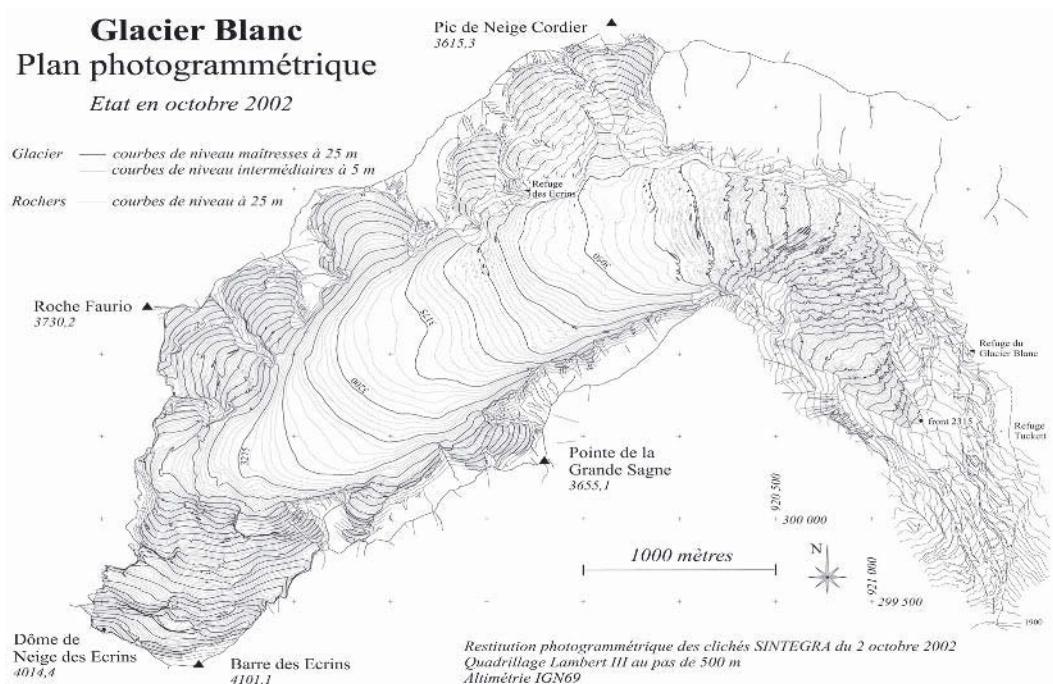 Glacier Blanc
Plan photogrammétrique
Etat en octobre 2002
Glacier
courbes de niveau maîtresses à 25 m
courbes de niveau intermédiaires à 5 m
Rochers
courbes de niveau à 25 m
Pic de Neige Cordier
3615,3
Refuge
des Ecrins
3050
Roche Faurio
3730,2
3175
3200
Refuge du
Glacier Blanc
front 2315
Refuge
Tuckett
Pointe de la
Grande Sagne
3655,1
920 500
300 000
1000 mètres
N
921 000
299 500
1900
Dôme de
Neige des Ecrins
4014,4
Barre des Ecrins
4101,1
Restitution photogrammétrique des clichés SINTEGRA du 2 octobre 2002
Quadrillage Lambert III au pas de 500 m
Altimétrie IGN69